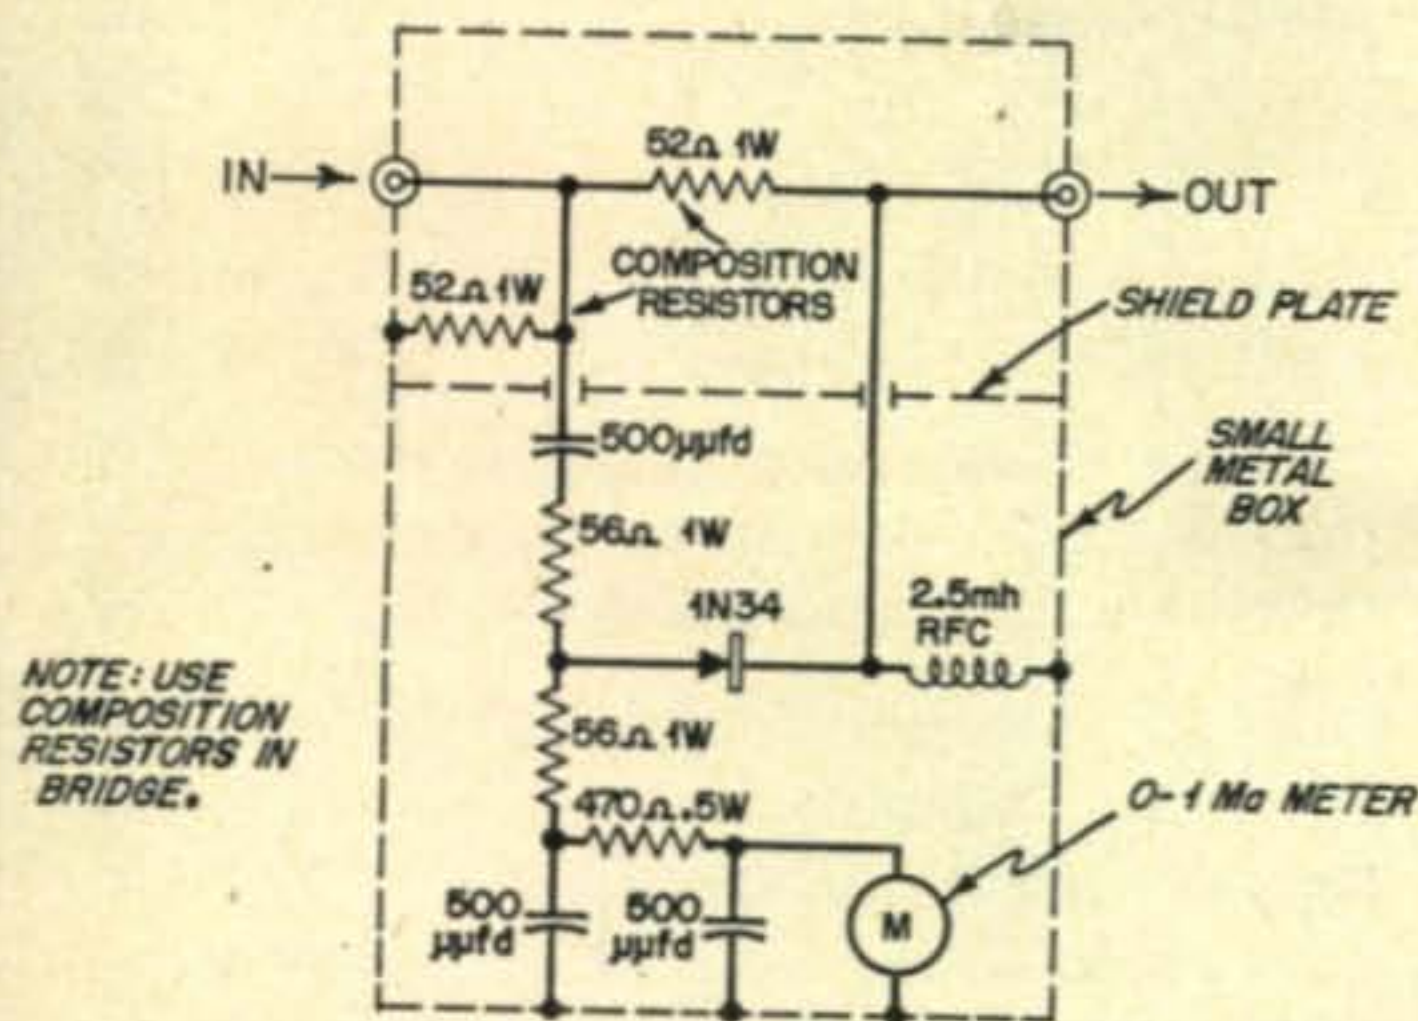 52Ω 1W
IN
OUT
COMPOSITION
RESISTORS
52Ω 1W
SHIELD PLATE
500µµfd
SMALL
METAL
BOX
56Ω 1W
1N34
2.5mh
RFC
NOTE: USE
COMPOSITION
RESISTORS IN
BRIDGE.
56Ω 1W
470Ω .5W
0-1 Ma METER
500
µµfd
500
µµfd
M